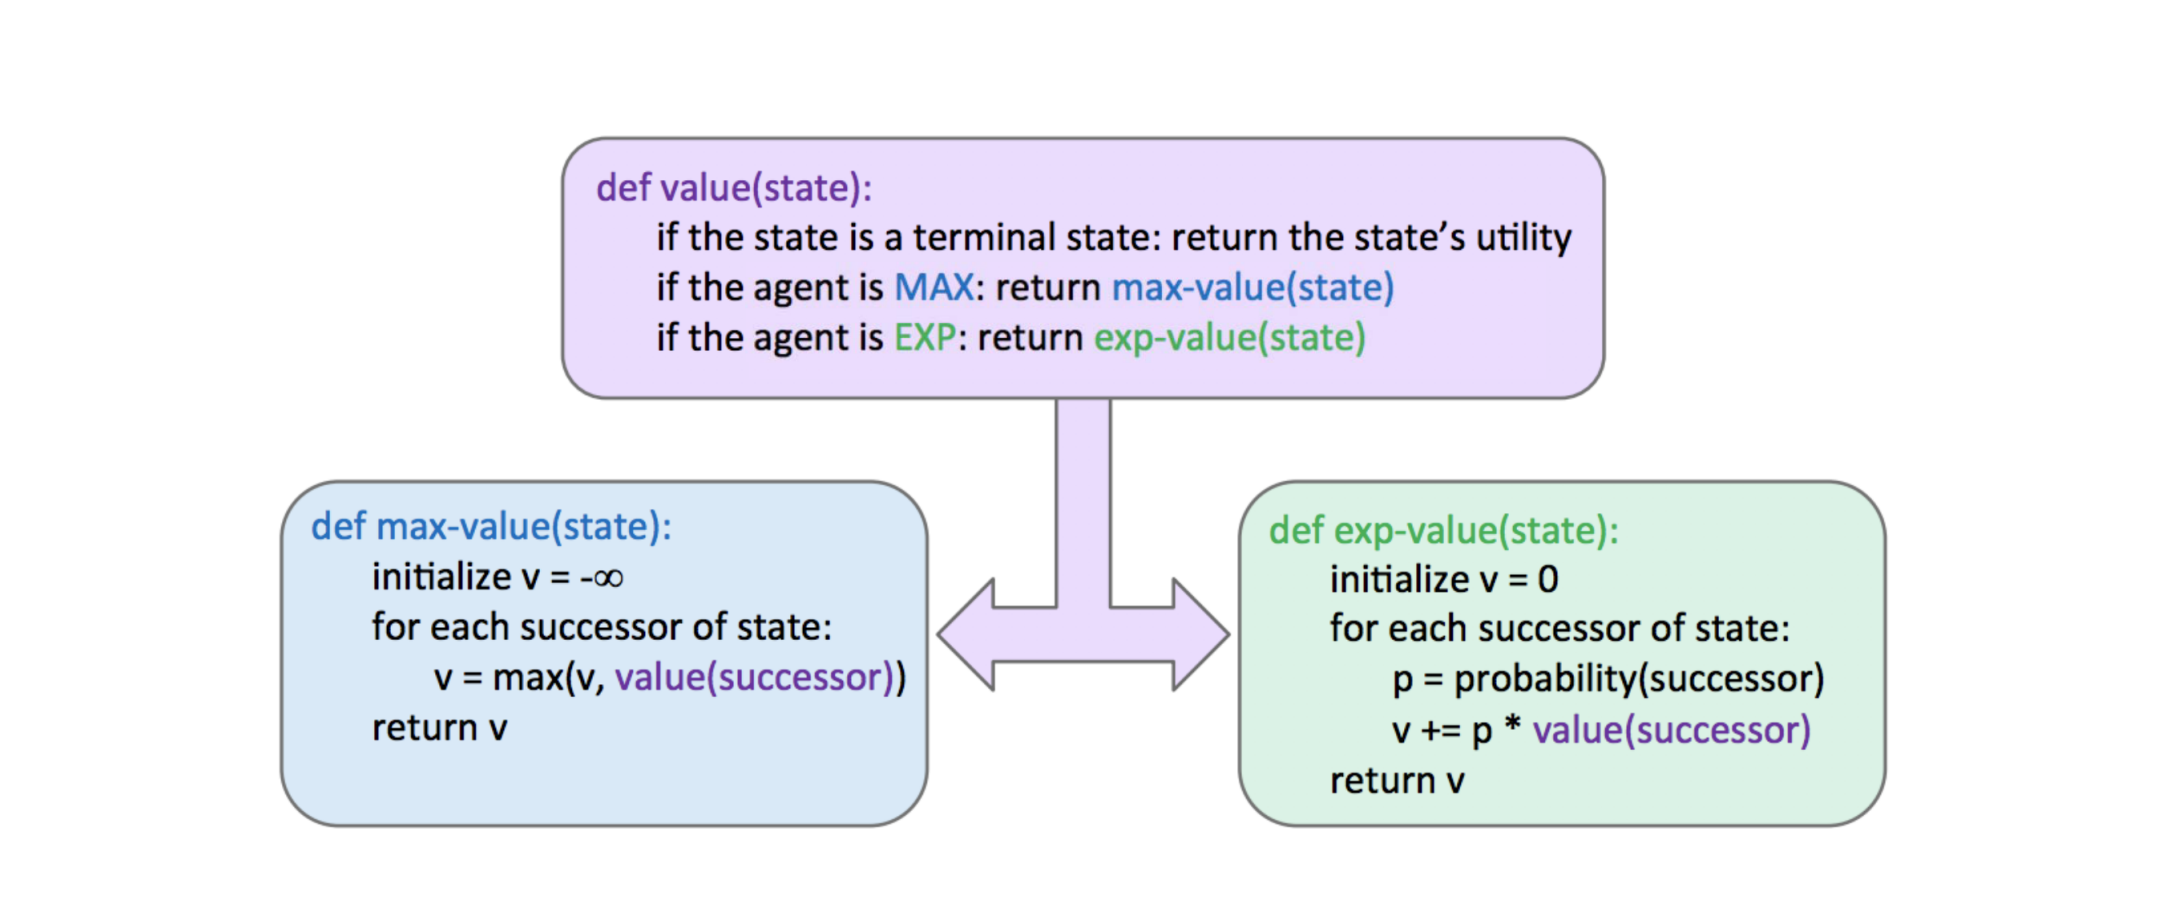 def value(state):
if the state is a terminal state: return the state’s utility
if the agent is MAX: return max-value(state)
if the agent is EXP: return exp-value(state)
def max-value(state):
initialize v = -∞
for each successor of state:
v = max(v, value(successor))
return v
def exp-value(state):
initialize v = 0
for each successor of state:
p = probability(successor)
v += p * value(successor)
return v